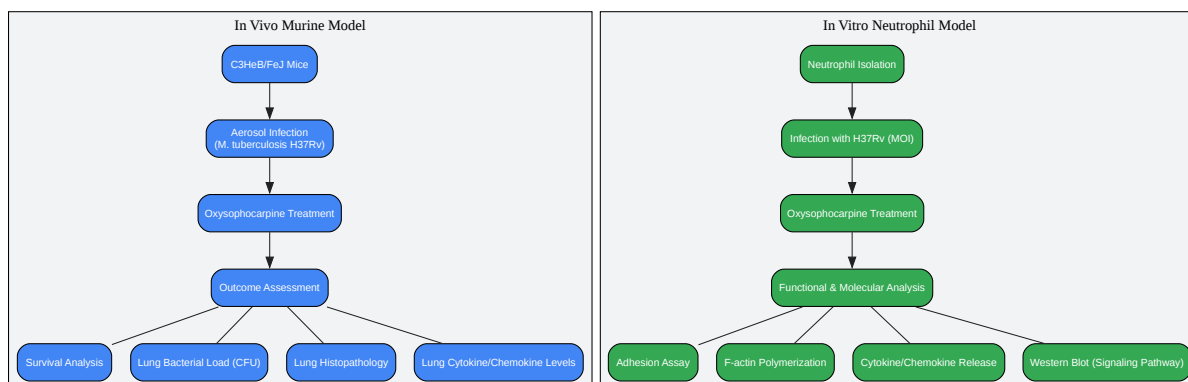 In Vivo Murine Model
C3HeB/FeJ Mice
Aerosol Infection
(M. tuberculosis H37Rv)
Oxysophocarpine Treatment
Outcome Assessment
Survival Analysis
Lung Bacterial Load (CFU)
Lung Histopathology
Lung Cytokine/Chemokine Levels
In Vitro Neutrophil Model
Neutrophil Isolation
Infection with H37Rv (MOI)
Oxysophocarpine Treatment
Functional & Molecular Analysis
Adhesion Assay
F-actin Polymerization
Cytokine/Chemokine Release
Western Blot (Signaling Pathway)